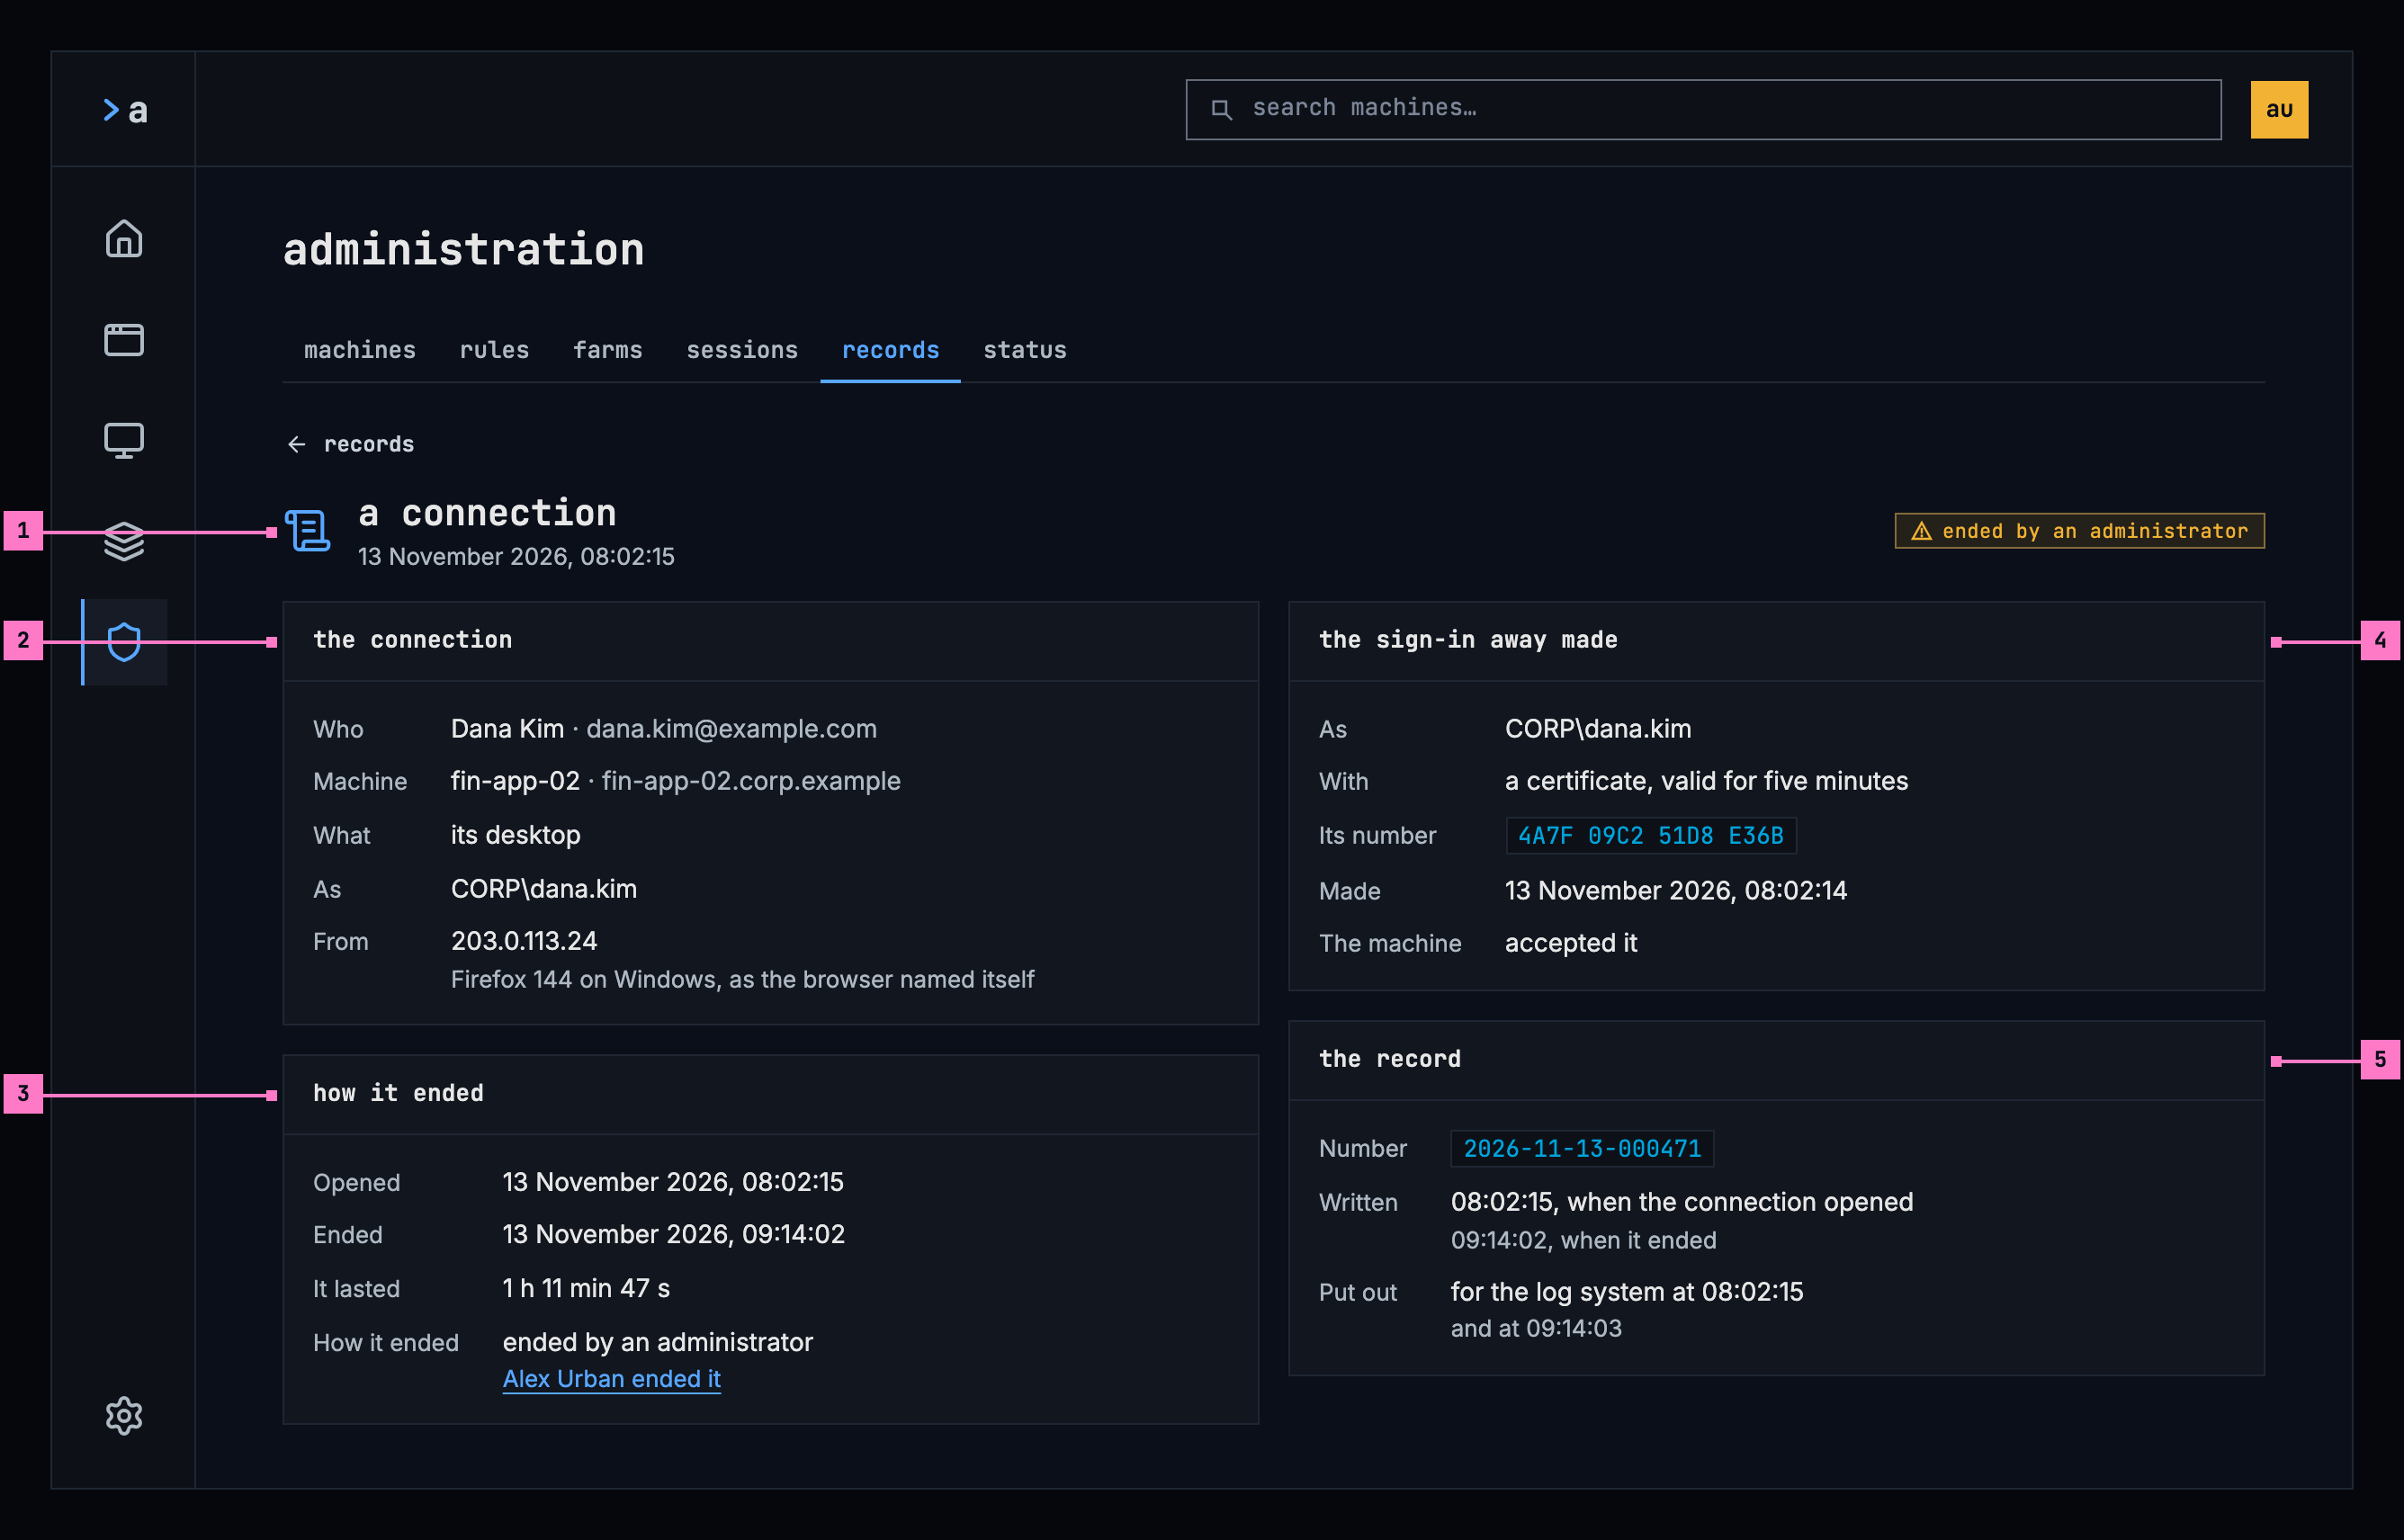 > a
search machines…
au
administration
machines rules farms sessions records status
← records
1
a connection
13 November 2026, 08:02:15
ended by an administrator
2
the connection
Who Dana Kim · dana.kim@example.com
Machine fin-app-02 · fin-app-02.corp.example
What its desktop
As CORP\dana.kim
From 203.0.113.24
Firefox 144 on Windows, as the browser named itself
3
how it ended
Opened 13 November 2026, 08:02:15
Ended 13 November 2026, 09:14:02
It lasted 1 h 11 min 47 s
How it ended ended by an administrator
Alex Urban ended it
the sign-in away made
4
As CORP\dana.kim
With a certificate, valid for five minutes
Its number 4A7F 09C2 51D8 E36B
Made 13 November 2026, 08:02:14
The machine accepted it
the record
5
Number 2026-11-13-000471
Written 08:02:15, when the connection opened
09:14:02, when it ended
Put out for the log system at 08:02:15
and at 09:14:03